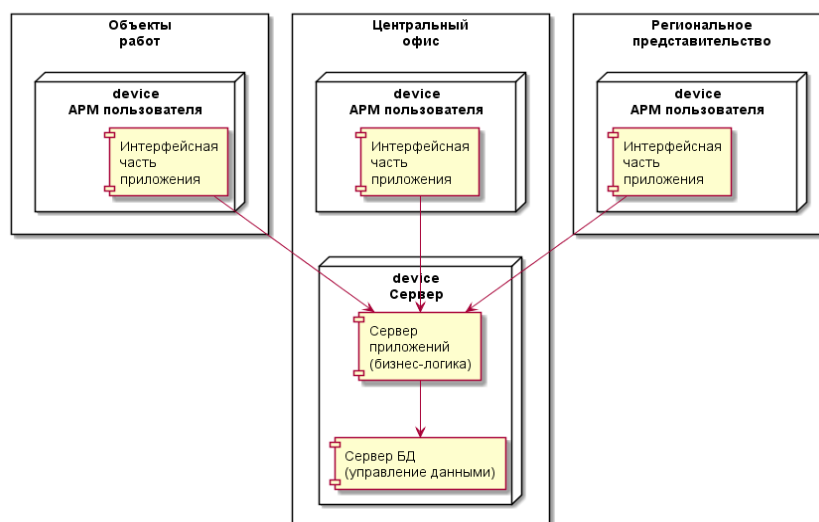 Объекты
работ
device
АРМ пользователя
Интерфейсная
часть
приложения
Центральный
офис
device
АРМ пользователя
Интерфейсная
часть
приложения
Региональное
представительство
device
АРМ пользователя
Интерфейсная
часть
приложения
device
Сервер
Сервер
приложений
(бизнес-логика)
Сервер БД
(управление данными)